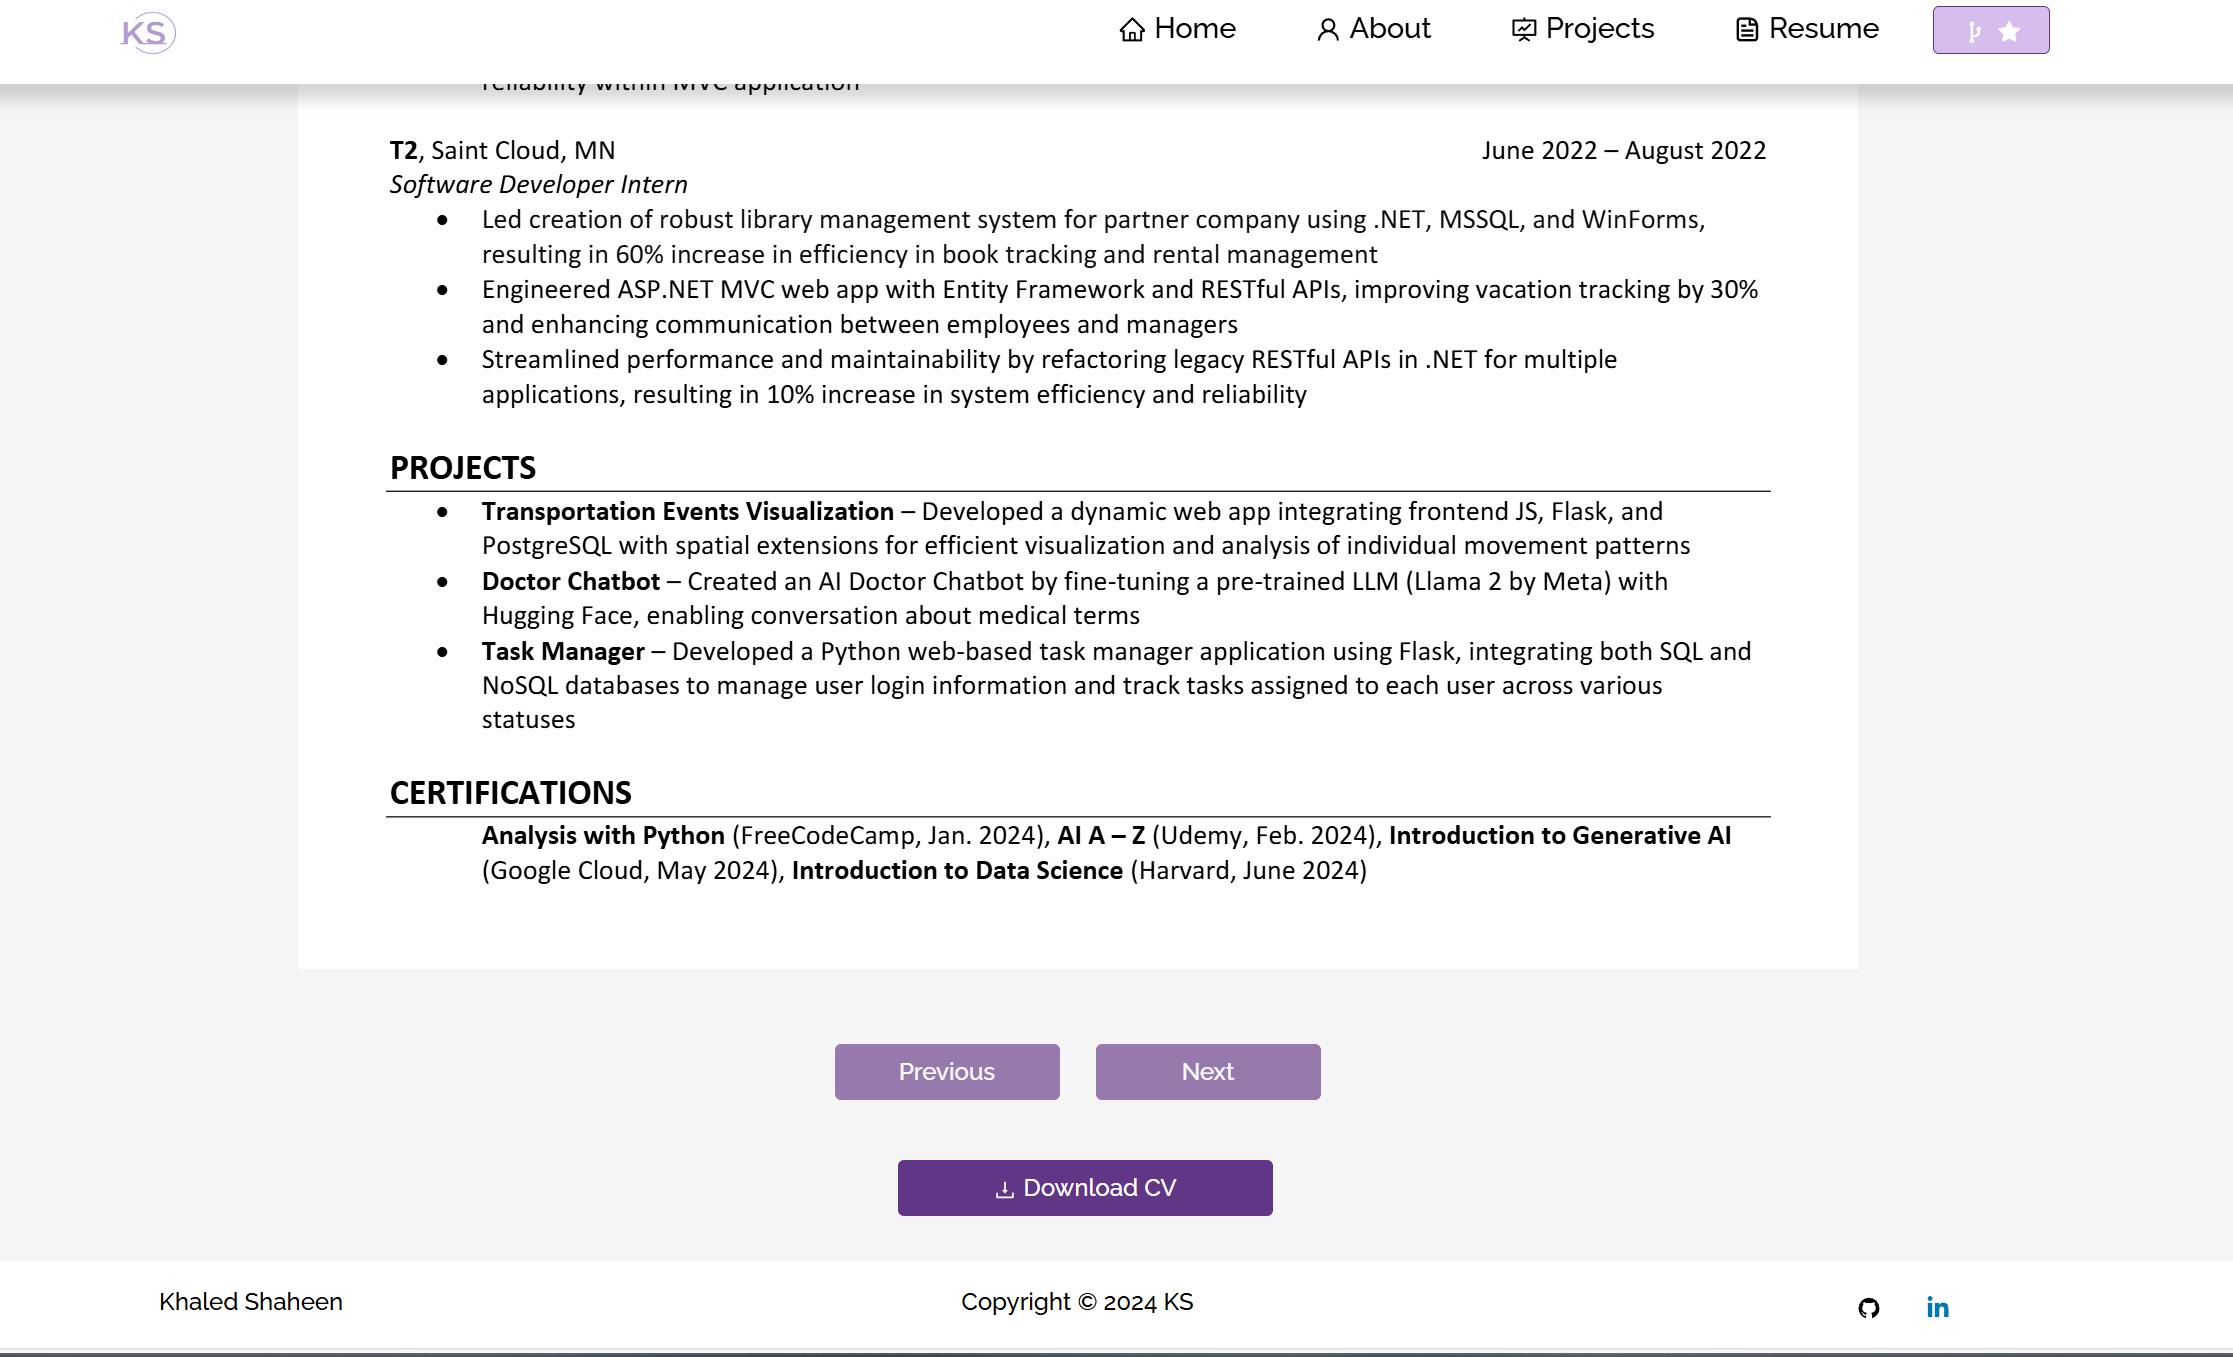 KS
Home
About
Projects
Resume
reliability within MVC application
T2, Saint Cloud, MN
June 2022 – August 2022
Software Developer Intern
• Led creation of robust library management system for partner company using .NET, MSSQL, and WinForms,
resulting in 60% increase in efficiency in book tracking and rental management
• Engineered ASP.NET MVC web app with Entity Framework and RESTful APIs, improving vacation tracking by 30%
and enhancing communication between employees and managers
• Streamlined performance and maintainability by refactoring legacy RESTful APIs in .NET for multiple
applications, resulting in 10% increase in system efficiency and reliability
PROJECTS
• Transportation Events Visualization – Developed a dynamic web app integrating frontend JS, Flask, and
PostgreSQL with spatial extensions for efficient visualization and analysis of individual movement patterns
• Doctor Chatbot – Created an AI Doctor Chatbot by fine-tuning a pre-trained LLM (Llama 2 by Meta) with
Hugging Face, enabling conversation about medical terms
• Task Manager – Developed a Python web-based task manager application using Flask, integrating both SQL and
NoSQL databases to manage user login information and track tasks assigned to each user across various
statuses
CERTIFICATIONS
Analysis with Python (FreeCodeCamp, Jan. 2024), AI A – Z (Udemy, Feb. 2024), Introduction to Generative AI
(Google Cloud, May 2024), Introduction to Data Science (Harvard, June 2024)
Previous
Next
Download CV
Khaled Shaheen
Copyright © 2024 KS
in